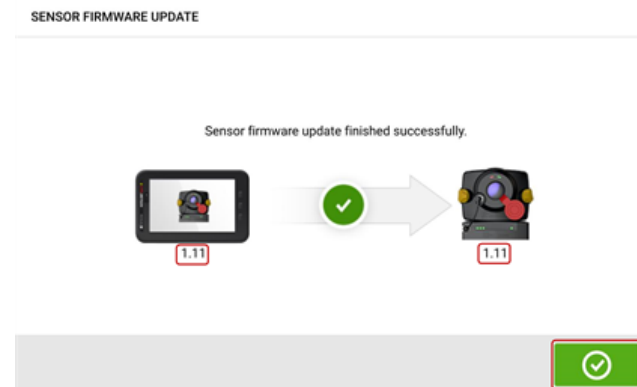 SENSOR FIRMWARE UPDATE
Sensor firmware update finished successfully.
1.11
1.11